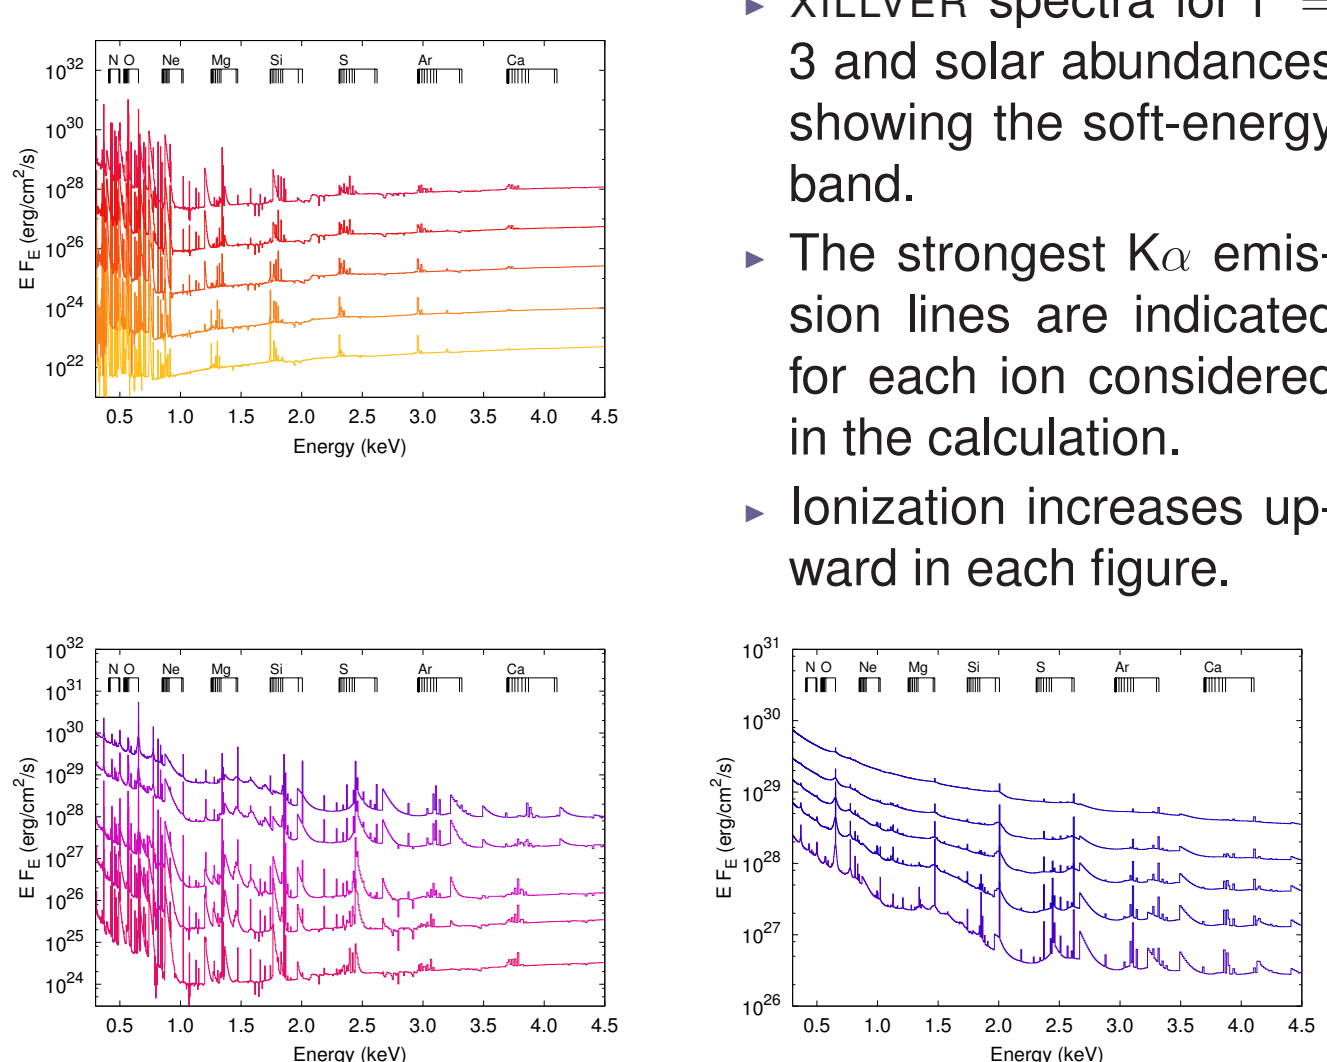 XILLVER spectra for Γ =
3 and solar abundances
showing the soft-energy
band.
The strongest Kα emis-
sion lines are indicated
for each ion considered
in the calculation.
Ionization increases up-
ward in each figure.
N O Ne Mg Si S Ar Ca
10^32
10^30
10^28
10^26
10^24
10^22
E F_E (erg/cm^2/s)
0.5 1.0 1.5 2.0 2.5 3.0 3.5 4.0 4.5
Energy (keV)
N O Ne Mg Si S Ar Ca
10^32
10^31
10^30
10^29
10^28
10^27
10^26
10^25
10^24
E F_E (erg/cm^2/s)
0.5 1.0 1.5 2.0 2.5 3.0 3.5 4.0 4.5
Energy (keV)
N O Ne Mg Si S Ar Ca
10^31
10^30
10^29
10^28
10^27
10^26
E F_E (erg/cm^2/s)
0.5 1.0 1.5 2.0 2.5 3.0 3.5 4.0 4.5
Energy (keV)